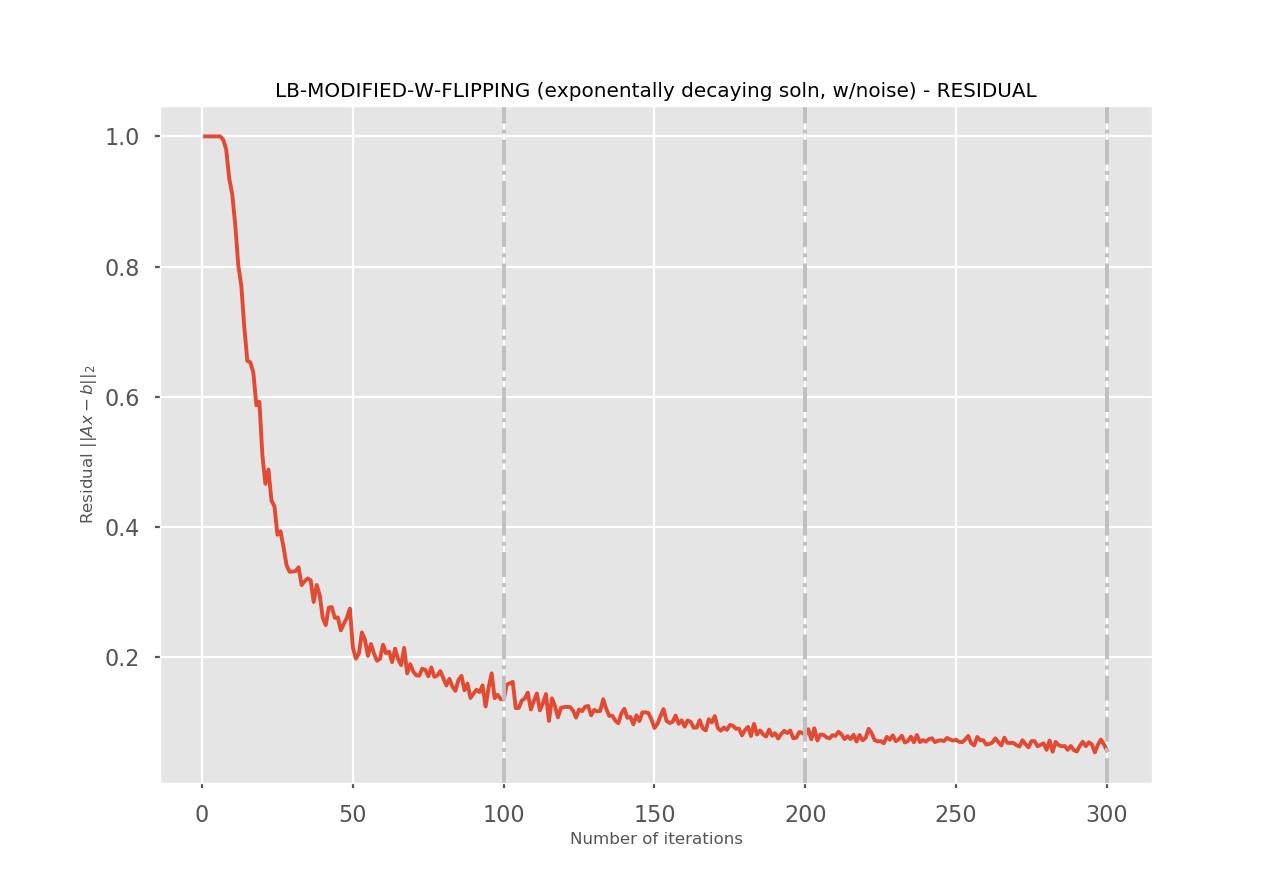 LB-MODIFIED-W-FLIPPING (exponentially decaying soln, w/noise) - RESIDUAL
1.0
0.8
0.6
0.4
0.2
Residual ||Ax − b||₂
0 50 100 150 200 250 300
Number of iterations